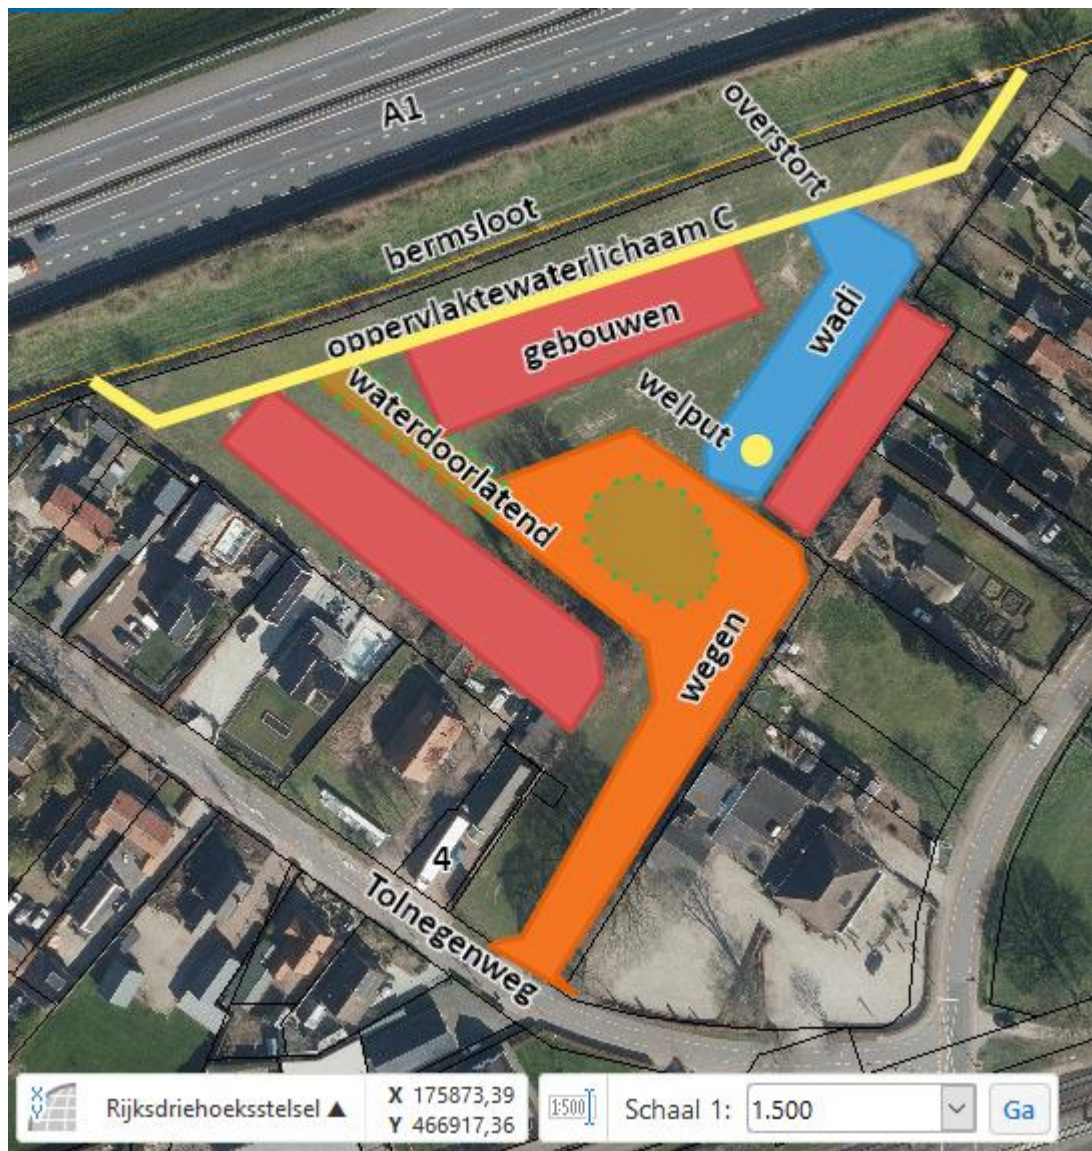 A1
overstort
bermsloot
oppervlaktewaterlichaam C
gebouwen
wadi
waterdoorlatend
welput
wegen
4
Tolnegenweg
X Y
Rijksdriehoeksstelsel ▲
X 175873,39
Y 466917,36
1:500
Schaal 1:
1.500
Ga